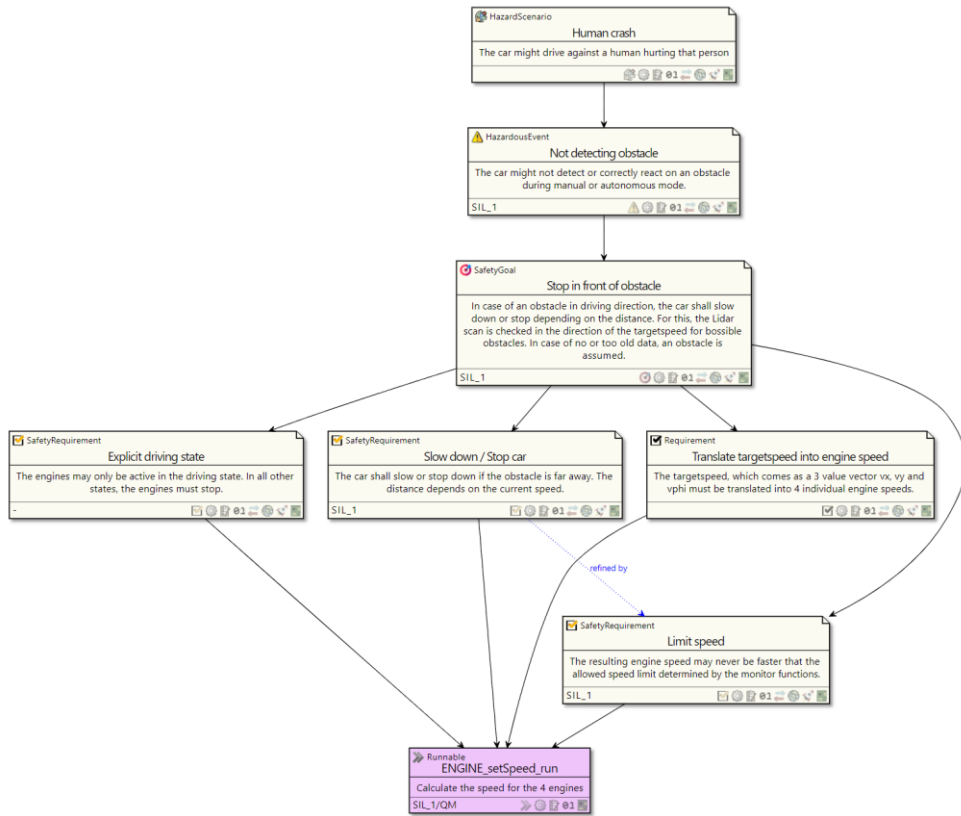 HazardScenario
Human crash
The car might drive against a human hurting that person
01
HazardousEvent
Not detecting obstacle
The car might not detect or correctly react on an obstacle
during manual or autonomous mode.
SIL_1
01
SafetyGoal
Stop in front of obstacle
In case of an obstacle in driving direction, the car shall slow
down or stop depending on the distance. For this, the Lidar
scan is checked in the direction of the targetspeed for bossible
obstacles. In case of no or too old data, an obstacle is
assumed.
SIL_1
01
SafetyRequirement
Explicit driving state
The engines may only be active in the driving state. In all other
states, the engines must stop.
-
01
SafetyRequirement
Slow down / Stop car
The car shall slow or stop down if the obstacle is far away. The
distance depends on the current speed.
SIL_1
01
Requirement
Translate targetspeed into engine speed
The targetspeed, which comes as a 3 value vector vx, vy and
vphi must be translated into 4 individual engine speeds.
01
refined by
SafetyRequirement
Limit speed
The resulting engine speed may never be faster that the
allowed speed limit determined by the monitor functions.
SIL_1
01
Runnable
ENGINE_setSpeed_run
Calculate the speed for the 4 engines
SIL_1/QM
01